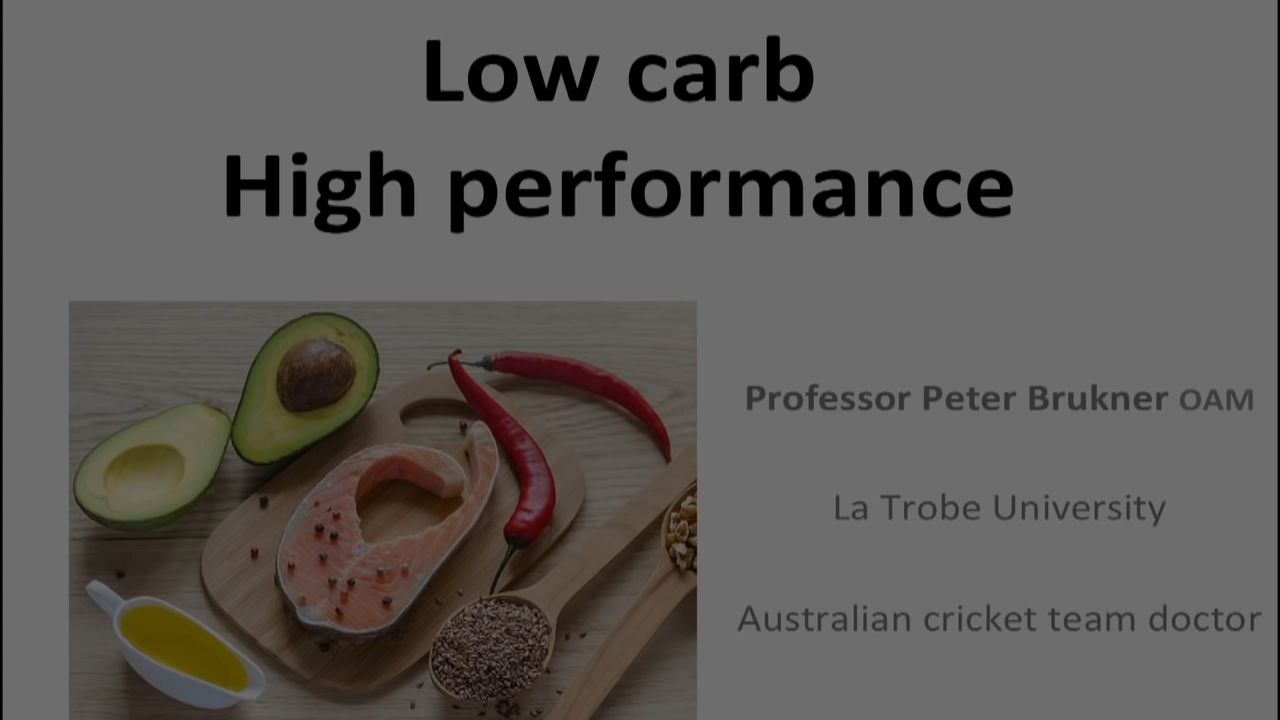 Low carb
High performance
Professor Peter Brukner OAM
La Trobe University
Australian cricket team doctor